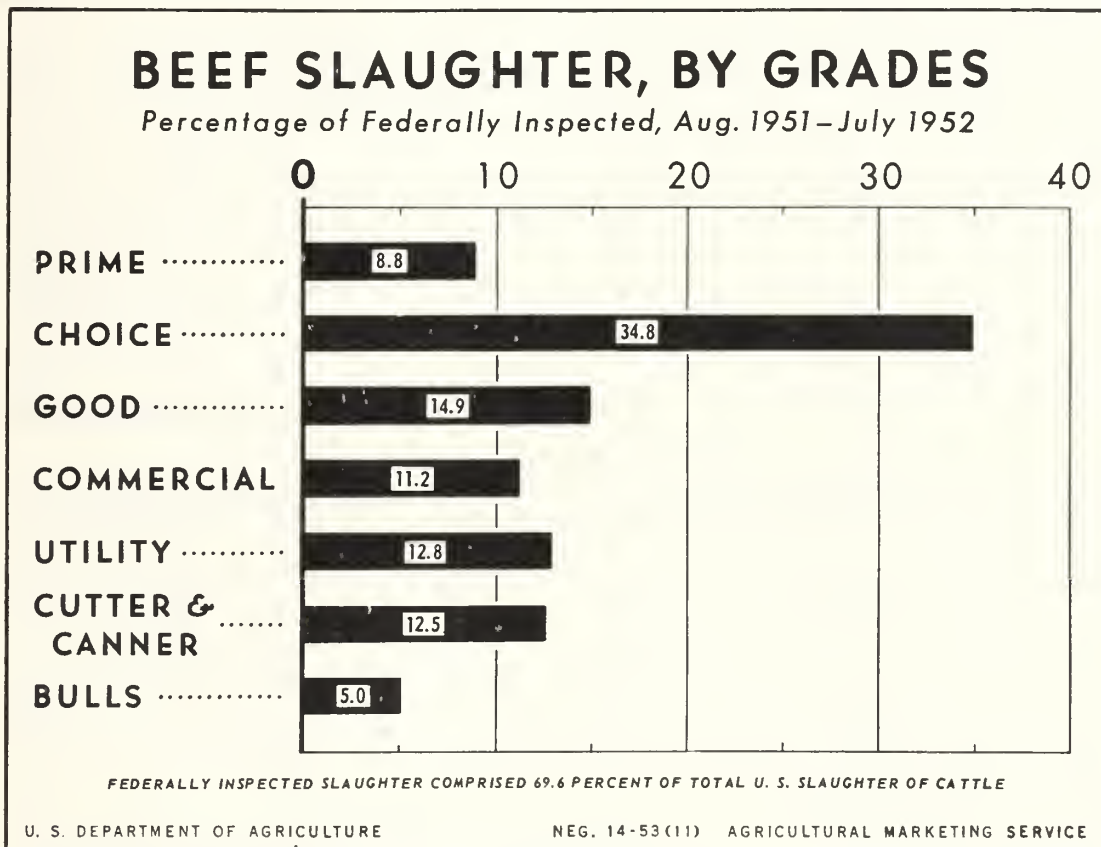 BEEF SLAUGHTER, BY GRADES
Percentage of Federally Inspected, Aug. 1951–July 1952
0 10 20 30 40
PRIME ············· 8.8
CHOICE ··········· 34.8
GOOD ·············· 14.9
COMMERCIAL 11.2
UTILITY ··········· 12.8
CUTTER &
CANNER ······· 12.5
BULLS ············· 5.0
FEDERALLY INSPECTED SLAUGHTER COMPRISED 69.6 PERCENT OF TOTAL U. S. SLAUGHTER OF CATTLE
U. S. DEPARTMENT OF AGRICULTURE NEG. 14-53(11) AGRICULTURAL MARKETING SERVICE